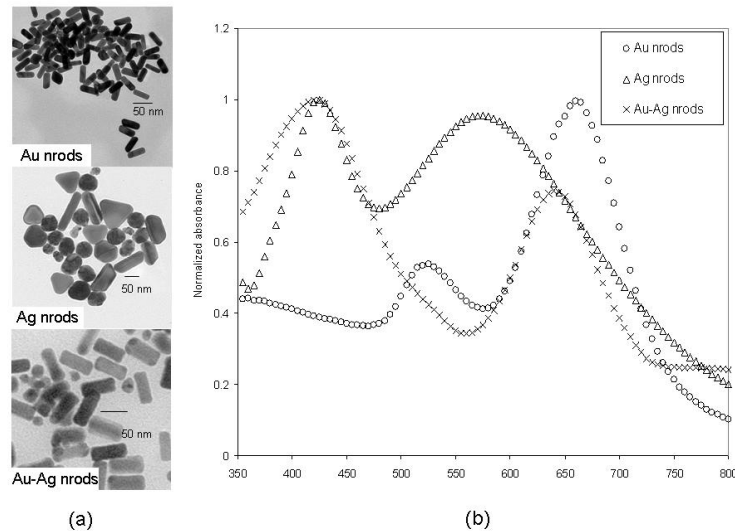 50 nm
Au nrods
50 nm
Ag nrods
50 nm
Au-Ag nrods
(a)
1.2
1
0.8
0.6
0.4
0.2
0
Normalized absorbance
350 400 450 500 550 600 650 700 750 800
Au nrods
Ag nrods
Au-Ag nrods
(b)